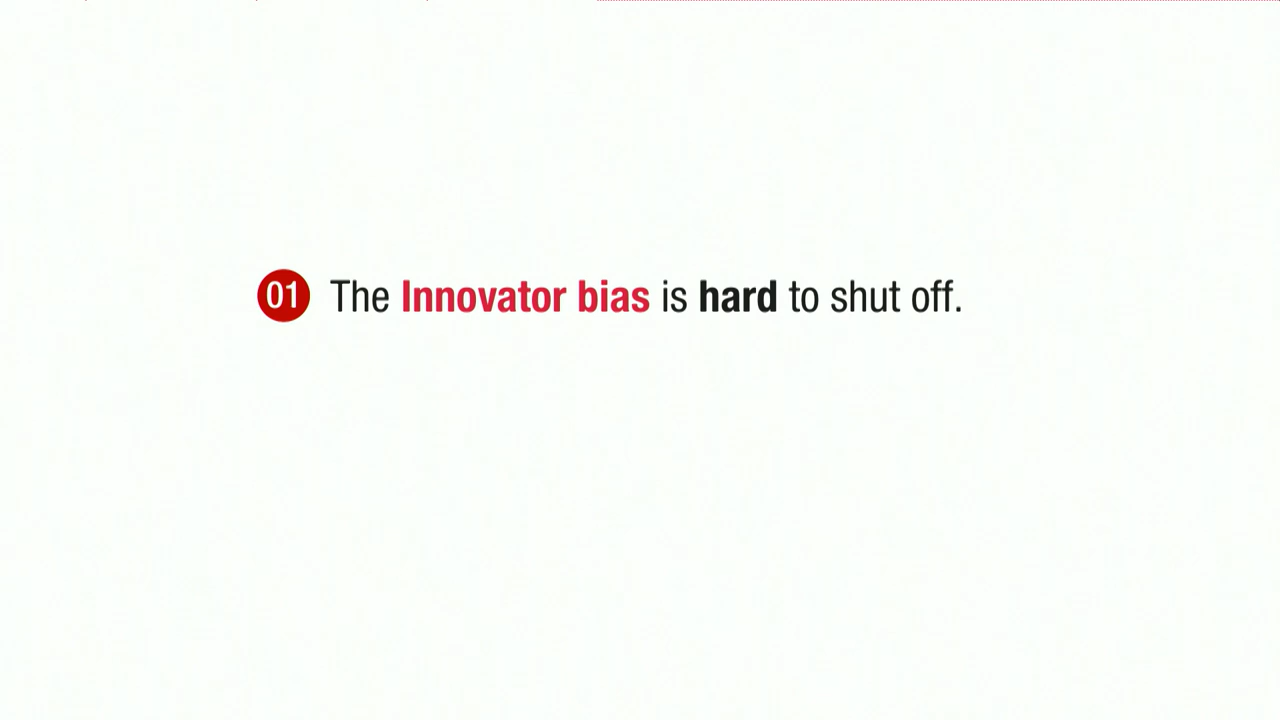 01 The Innovator bias is hard to shut off.